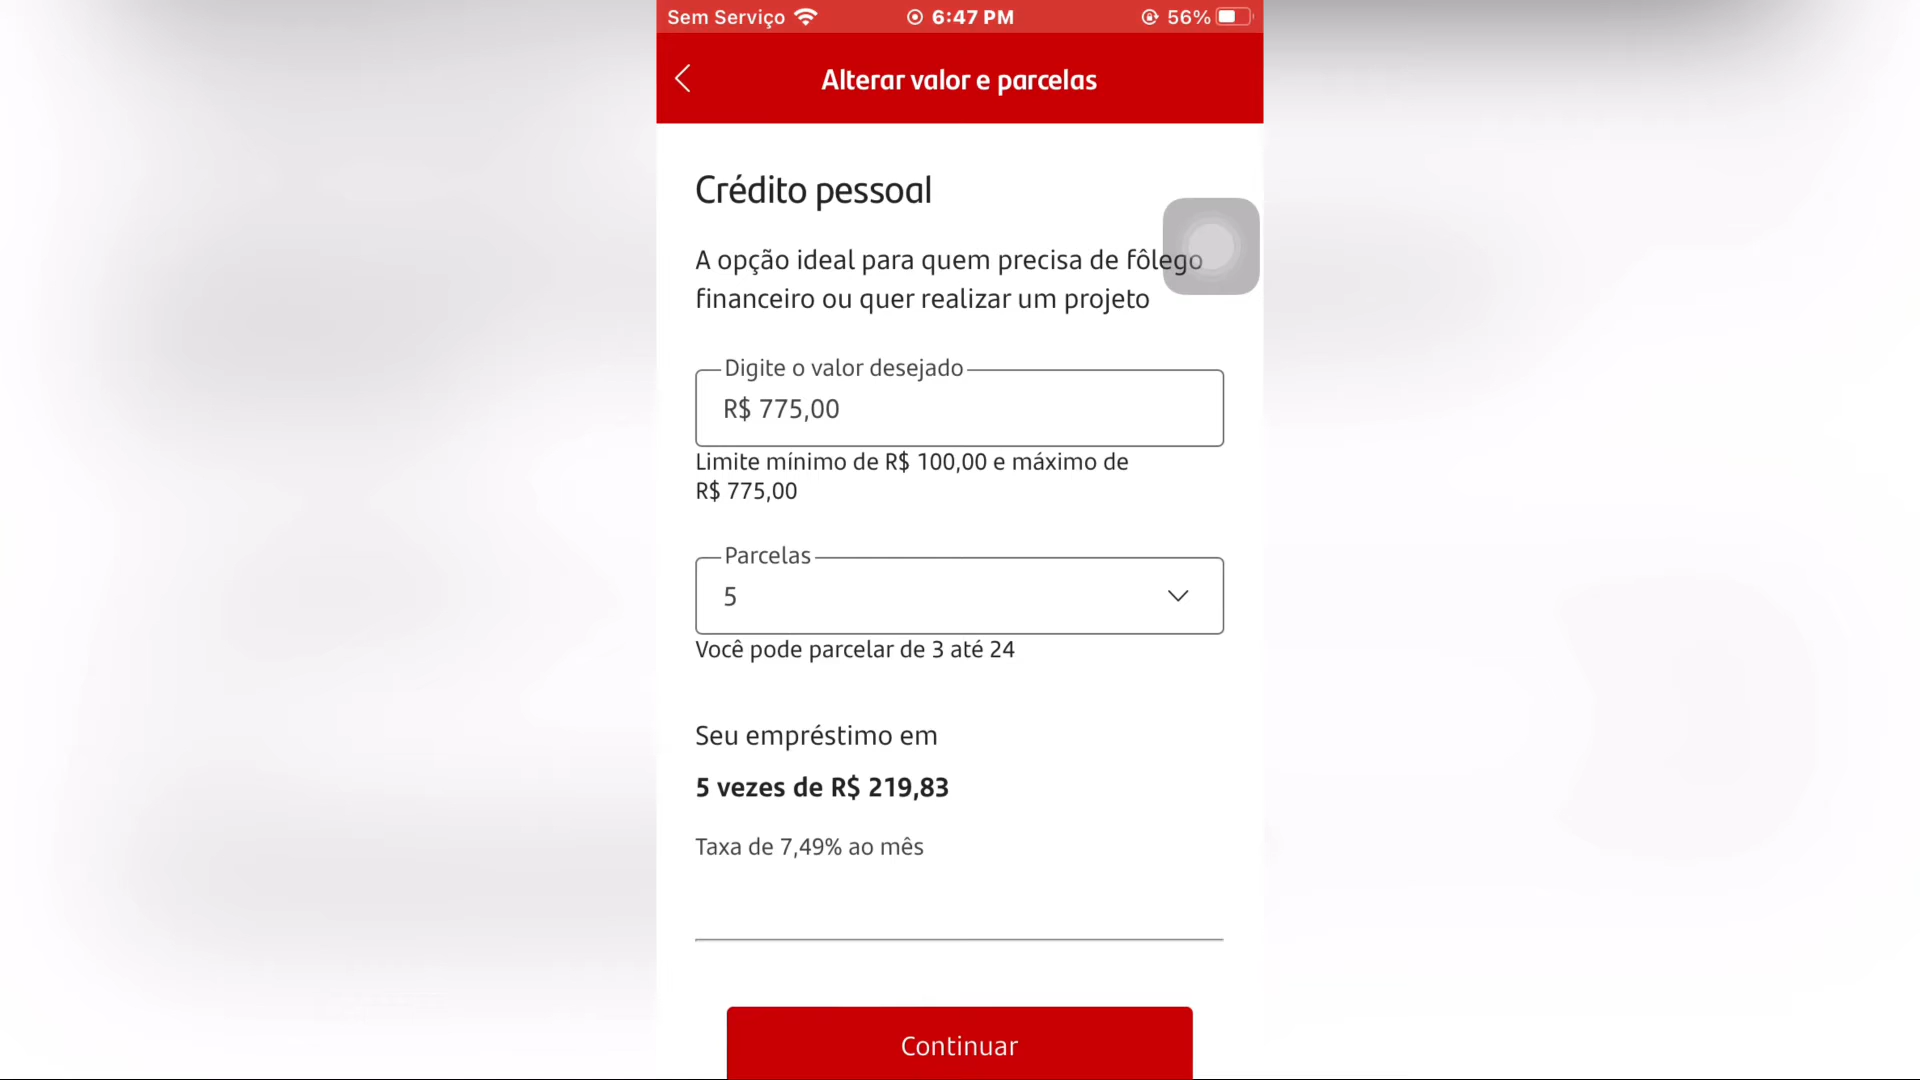 Sem Serviço 6:47 PM 56%
Alterar valor e parcelas
Crédito pessoal
A opção ideal para quem precisa de fôlego
financeiro ou quer realizar um projeto
Digite o valor desejado
R$ 775,00
Limite mínimo de R$ 100,00 e máximo de
R$ 775,00
Parcelas
5
Você pode parcelar de 3 até 24
Seu empréstimo em
5 vezes de R$ 219,83
Taxa de 7,49% ao mês
Continuar